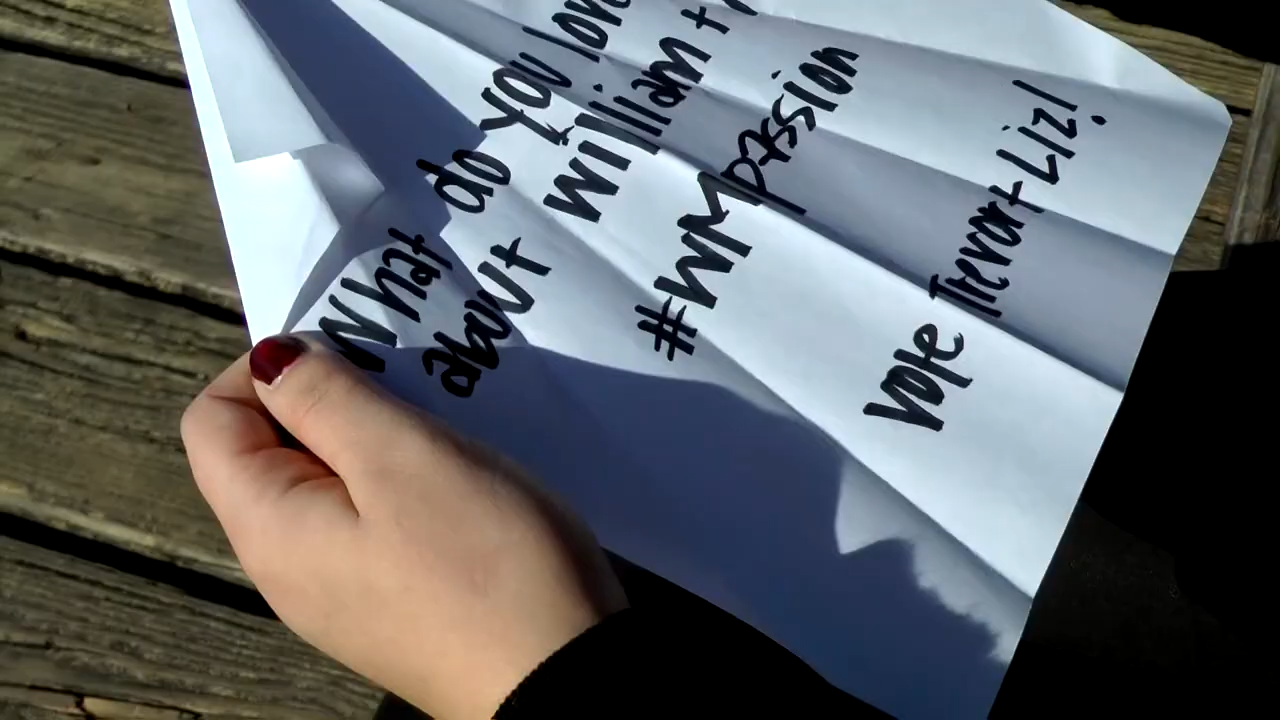 What do you love
about William +
#WMpassion
Vote Trevor + Liz!